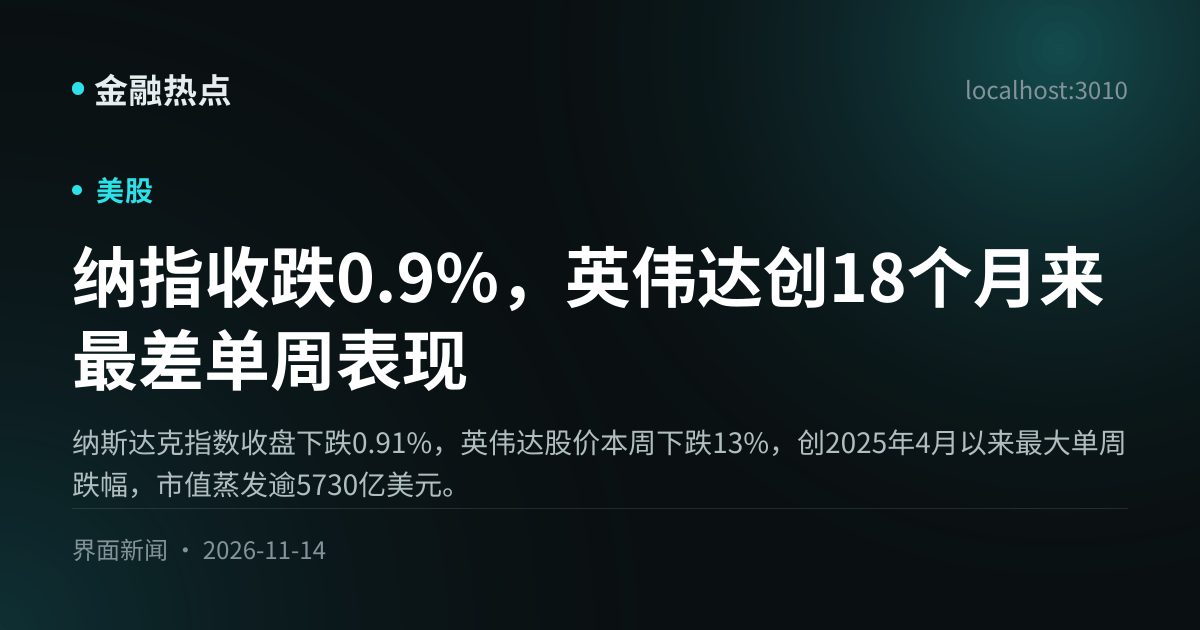 金融热点
localhost:3010
美股
纳指收跌0.9%，英伟达创18个月来
最差单周表现
纳斯达克指数收盘下跌0.91%，英伟达股价本周下跌13%，创2025年4月以来最大单周
跌幅，市值蒸发逾5730亿美元。
界面新闻 • 2026-11-14